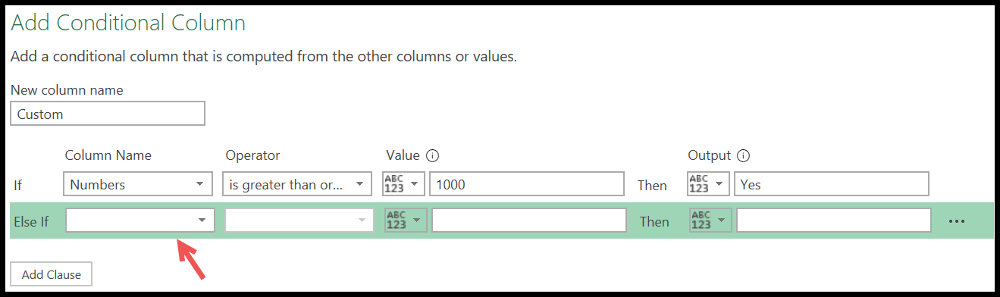 Add Conditional Column
Add a conditional column that is computed from the other columns or values.
New column name
Custom
Column Name Operator Value Output
If Numbers is greater than or... ABC 123 1000 Then ABC 123 Yes
Else If ABC 123 Then ABC 123 ...
Add Clause